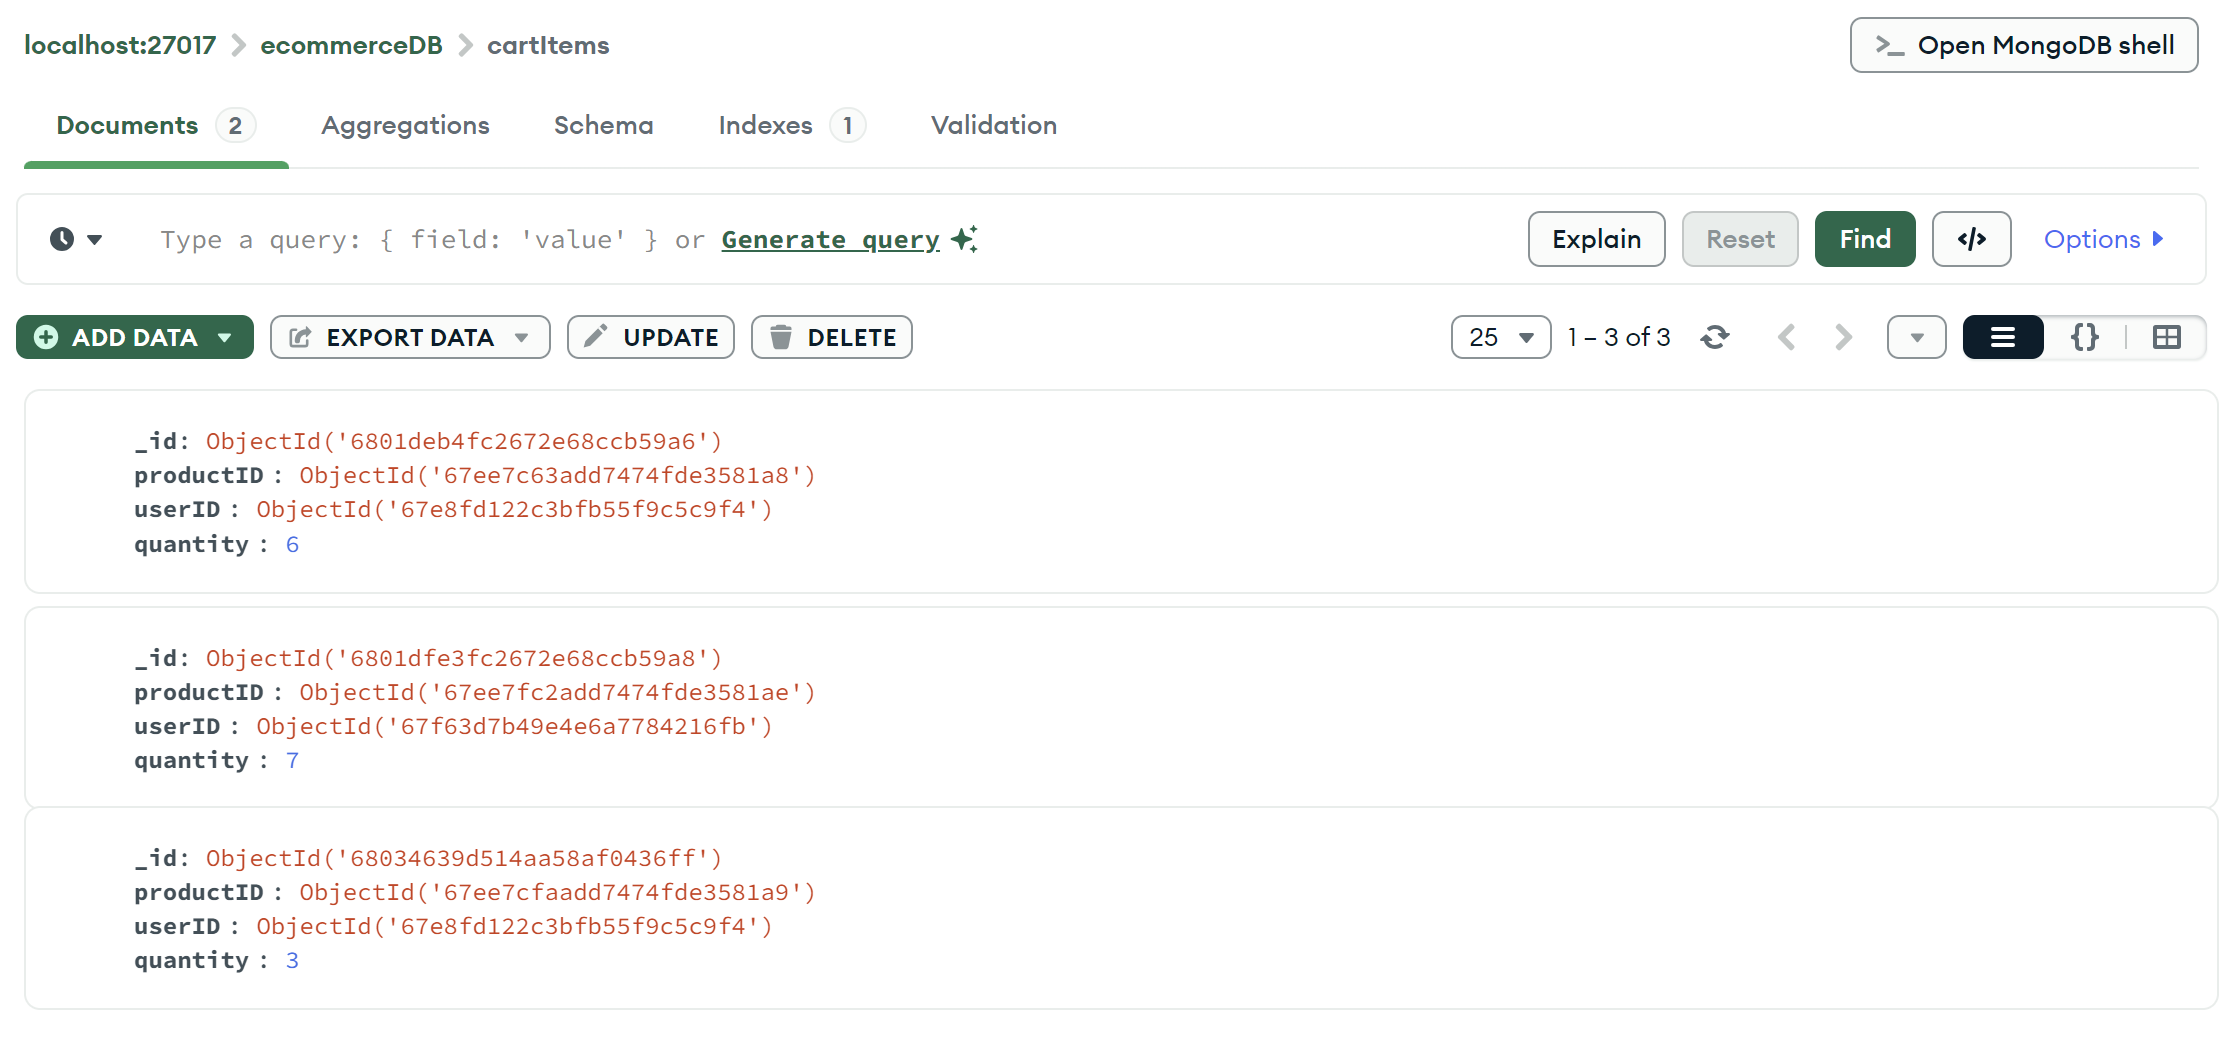 localhost:27017 ecommerceDB cartItems
>_ Open MongoDB shell
Documents 2 Aggregations Schema Indexes 1 Validation
Type a query: { field: 'value' } or Generate query
Explain Reset Find </> Options
ADD DATA EXPORT DATA UPDATE DELETE
25 1 – 3 of 3 {}
_id: ObjectId('6801deb4fc2672e68ccb59a6')
productID : ObjectId('67ee7c63add7474fde3581a8')
userID : ObjectId('67e8fd122c3bfb55f9c5c9f4')
quantity : 6
_id: ObjectId('6801dfe3fc2672e68ccb59a8')
productID : ObjectId('67ee7fc2add7474fde3581ae')
userID : ObjectId('67f63d7b49e4e6a7784216fb')
quantity : 7
_id: ObjectId('68034639d514aa58af0436ff')
productID : ObjectId('67ee7cfaadd7474fde3581a9')
userID : ObjectId('67e8fd122c3bfb55f9c5c9f4')
quantity : 3